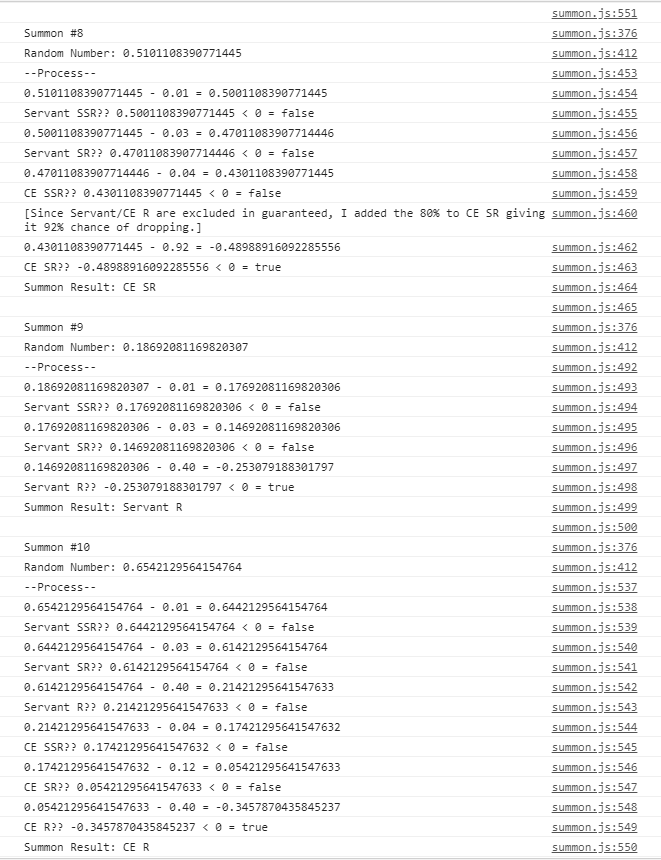 summon.js:551
Summon #8 summon.js:376
Random Number: 0.5101108390771445 summon.js:412
--Process-- summon.js:453
0.5101108390771445 - 0.01 = 0.5001108390771445 summon.js:454
Servant SSR?? 0.5001108390771445 < 0 = false summon.js:455
0.5001108390771445 - 0.03 = 0.47011083907714446 summon.js:456
Servant SR?? 0.47011083907714446 < 0 = false summon.js:457
0.47011083907714446 - 0.04 = 0.4301108390771445 summon.js:458
CE SSR?? 0.4301108390771445 < 0 = false summon.js:459
[Since Servant/CE R are excluded in guaranteed, I added the 80% to CE SR giving summon.js:460
it 92% chance of dropping.]
0.4301108390771445 - 0.92 = -0.48988916092285556 summon.js:462
CE SR?? -0.48988916092285556 < 0 = true summon.js:463
Summon Result: CE SR summon.js:464
summon.js:465
Summon #9 summon.js:376
Random Number: 0.18692081169820307 summon.js:412
--Process-- summon.js:492
0.18692081169820307 - 0.01 = 0.17692081169820306 summon.js:493
Servant SSR?? 0.17692081169820306 < 0 = false summon.js:494
0.17692081169820306 - 0.03 = 0.14692081169820306 summon.js:495
Servant SR?? 0.14692081169820306 < 0 = false summon.js:496
0.14692081169820306 - 0.40 = -0.253079188301797 summon.js:497
Servant R?? -0.253079188301797 < 0 = true summon.js:498
Summon Result: Servant R summon.js:499
summon.js:500
Summon #10 summon.js:376
Random Number: 0.6542129564154764 summon.js:412
--Process-- summon.js:537
0.6542129564154764 - 0.01 = 0.6442129564154764 summon.js:538
Servant SSR?? 0.6442129564154764 < 0 = false summon.js:539
0.6442129564154764 - 0.03 = 0.6142129564154764 summon.js:540
Servant SR?? 0.6142129564154764 < 0 = false summon.js:541
0.6142129564154764 - 0.40 = 0.21421295641547633 summon.js:542
Servant R?? 0.21421295641547633 < 0 = false summon.js:543
0.21421295641547633 - 0.04 = 0.17421295641547632 summon.js:544
CE SSR?? 0.17421295641547632 < 0 = false summon.js:545
0.17421295641547632 - 0.12 = 0.05421295641547633 summon.js:546
CE SR?? 0.05421295641547633 < 0 = false summon.js:547
0.05421295641547633 - 0.40 = -0.3457870435845237 summon.js:548
CE R?? -0.3457870435845237 < 0 = true summon.js:549
Summon Result: CE R summon.js:550